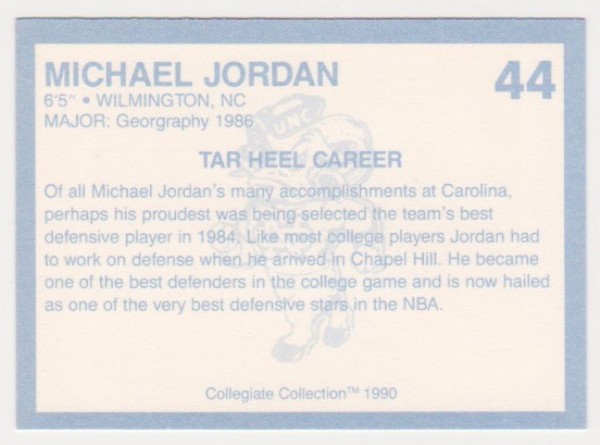 MICHAEL JORDAN 44
6'5" • WILMINGTON, NC
MAJOR: Georgraphy 1986
UNC
TAR HEEL CAREER
Of all Michael Jordan's many accomplishments at Carolina,
perhaps his proudest was being selected the team's best
defensive player in 1984. Like most college players Jordan had
to work on defense when he arrived in Chapel Hill. He became
one of the best defenders in the college game and is now hailed
as one of the very best defensive stars in the NBA.
Collegiate Collection™ 1990